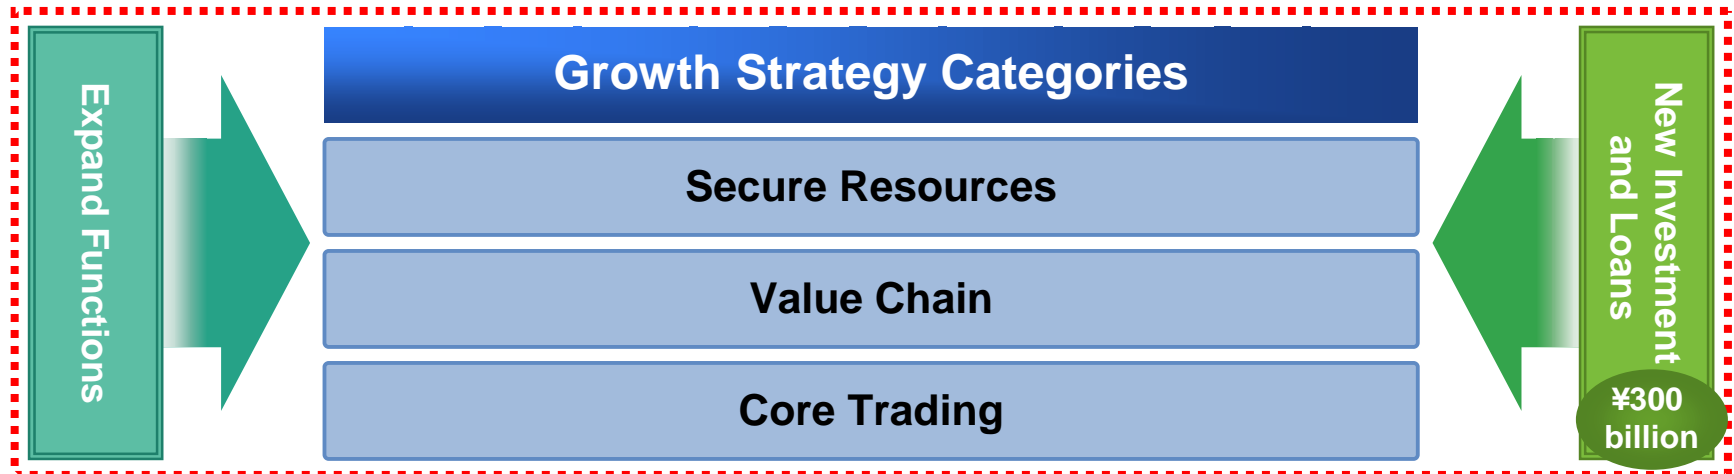 Expand Functions
Growth Strategy Categories
Secure Resources
Value Chain
Core Trading
New Investment
and Loans
¥300
billion